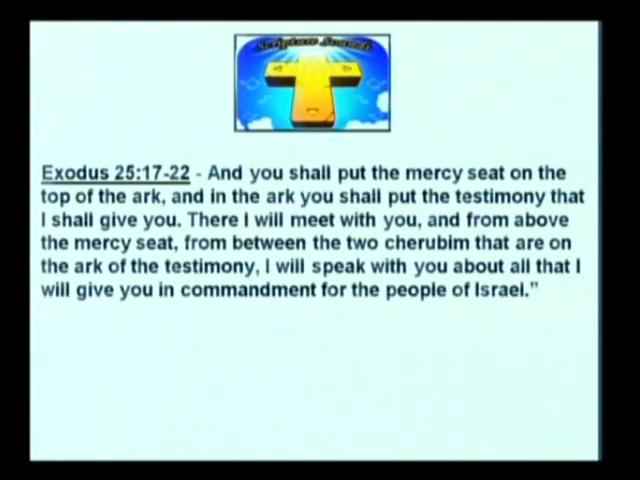 Scripture Sounds
Exodus 25:17-22 - And you shall put the mercy seat on the
top of the ark, and in the ark you shall put the testimony that
I shall give you. There I will meet with you, and from above
the mercy seat, from between the two cherubim that are on
the ark of the testimony, I will speak with you about all that I
will give you in commandment for the people of Israel.”